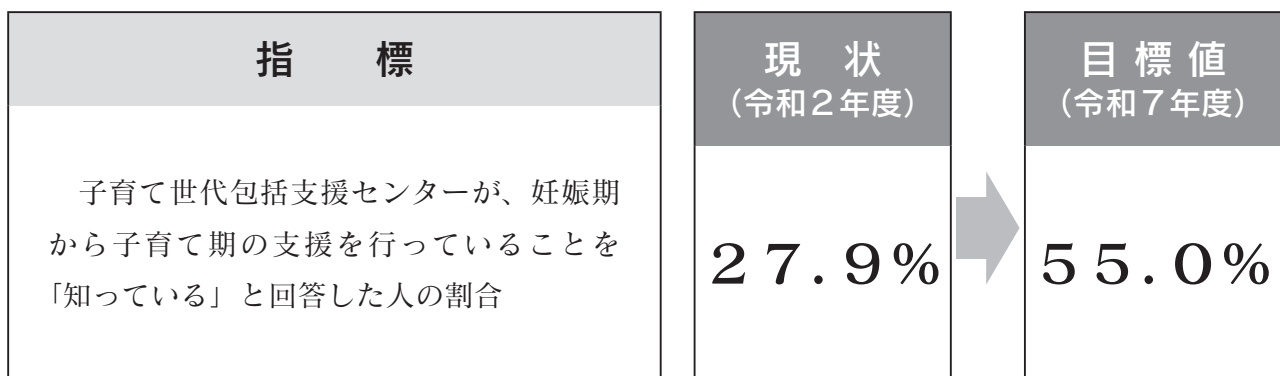 指標
子育て世代包括支援センターが、妊娠期
から子育て期の支援を行っていることを
「知っている」と回答した人の割合
現状
（令和２年度）
２７.９%
目標値
（令和７年度）
５５.０%